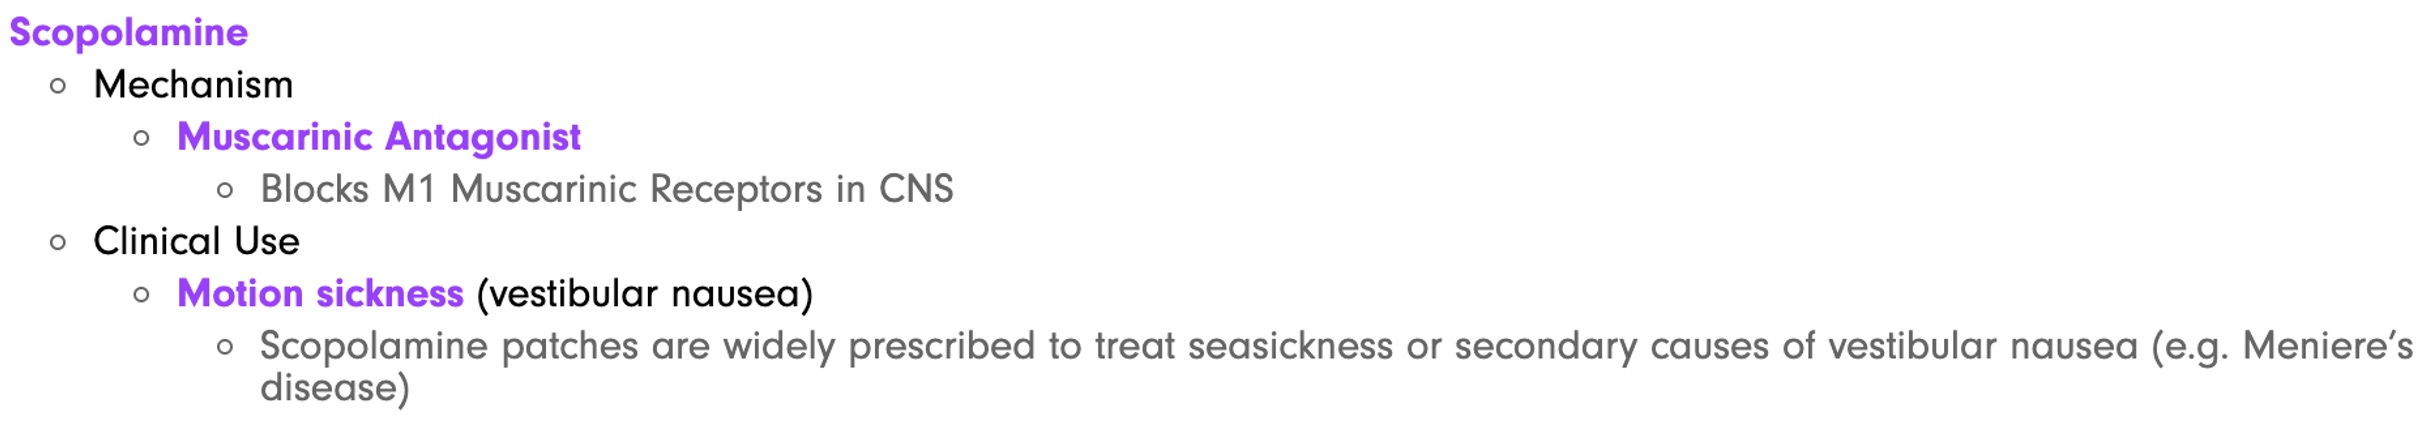 Scopolamine
Mechanism
Muscarinic Antagonist
Blocks M1 Muscarinic Receptors in CNS
Clinical Use
Motion sickness (vestibular nausea)
Scopolamine patches are widely prescribed to treat seasickness or secondary causes of vestibular nausea (e.g. Meniere’s
disease)